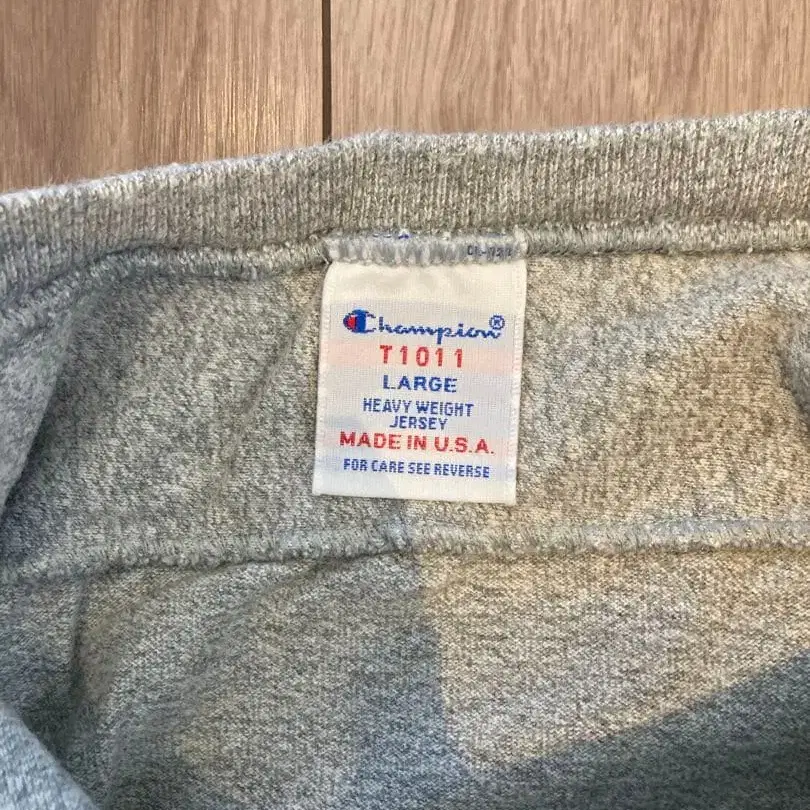 Champion®
T1011
LARGE
HEAVY WEIGHT
JERSEY
MADE IN U.S.A.
FOR CARE SEE REVERSE